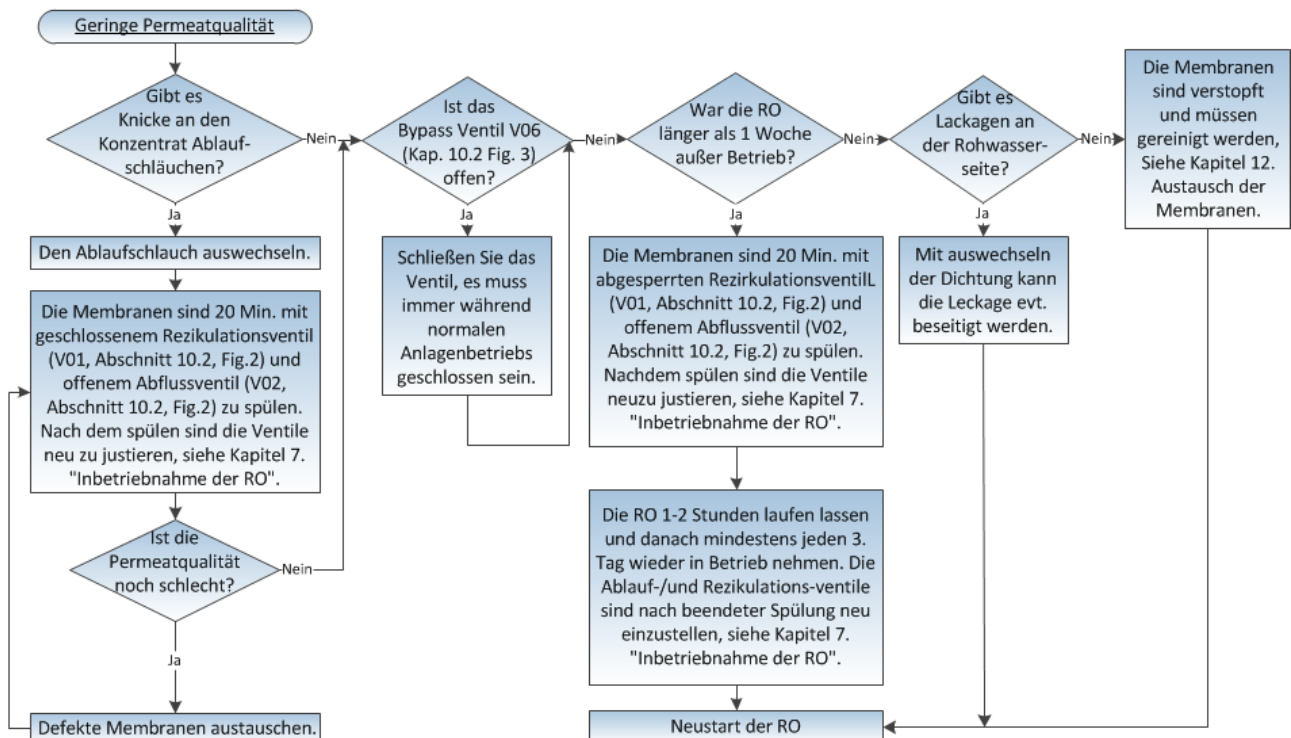 Geringe Permeatqualität
Gibt es
Knicke an den
Konzentrat Ablauf-
schläuchen?
Nein
Ja
Den Ablaufschlauch auswechseln.
Die Membranen sind 20 Min. mit
geschlossenem Rezikulationsventil
(V01, Abschnitt 10.2, Fig.2) und
offenem Abflussventil (V02,
Abschnitt 10.2, Fig.2) zu spülen.
Nach dem spülen sind die Ventile
neu zu justieren, siehe Kapitel 7.
"Inbetriebnahme der RO".
Ist die
Permeatqualität
noch schlecht?
Nein
Ja
Defekte Membranen austauschen.
Ist das
Bypass Ventil V06
(Kap. 10.2 Fig. 3)
offen?
Nein
Ja
Schließen Sie das
Ventil, es muss
immer während
normalen
Anlagenbetriebs
geschlossen sein.
War die RO
länger als 1 Woche
außer Betrieb?
Nein
Ja
Die Membranen sind 20 Min. mit
abgesperrten RezirkulationsventilL
(V01, Abschnitt 10.2, Fig.2) und
offenem Abflussventil (V02,
Abschnitt 10.2, Fig.2) zu spülen.
Nachdem spülen sind die Ventile
neuzu justieren, siehe Kapitel 7.
"Inbetriebnahme der RO".
Die RO 1-2 Stunden laufen lassen
und danach mindestens jeden 3.
Tag wieder in Betrieb nehmen. Die
Ablauf-/und Rezikulations-ventile
sind nach beendeter Spülung neu
einzustellen, siehe Kapitel 7.
"Inbetriebnahme der RO".
Neustart der RO
Gibt es
Lackagen an
der Rohwasser-
seite?
Nein
Ja
Mit auswechseln
der Dichtung kann
die Leckage evt.
beseitigt werden.
Die Membranen
sind verstopft
und müssen
gereinigt werden,
Siehe Kapitel 12.
Austausch der
Membranen.